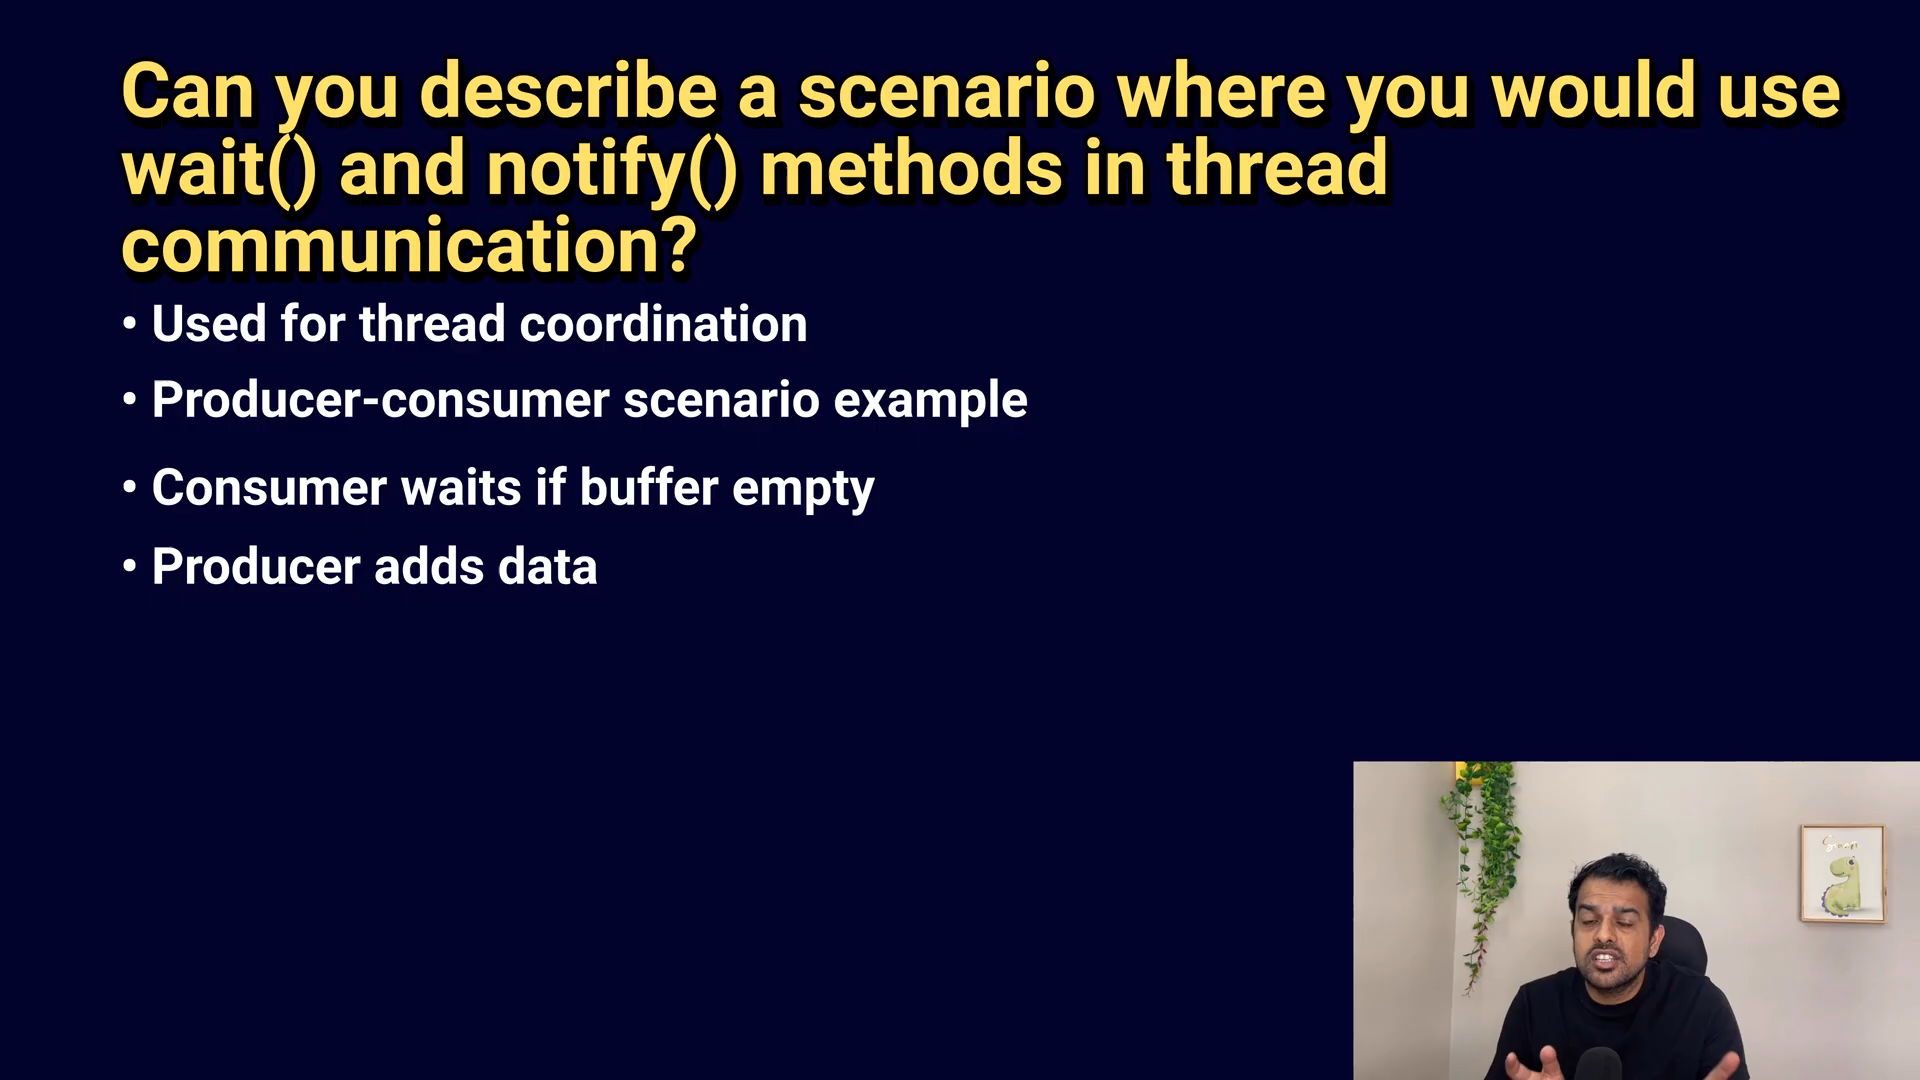 Can you describe a scenario where you would use
wait() and notify() methods in thread
communication?
• Used for thread coordination
• Producer-consumer scenario example
• Consumer waits if buffer empty
• Producer adds data